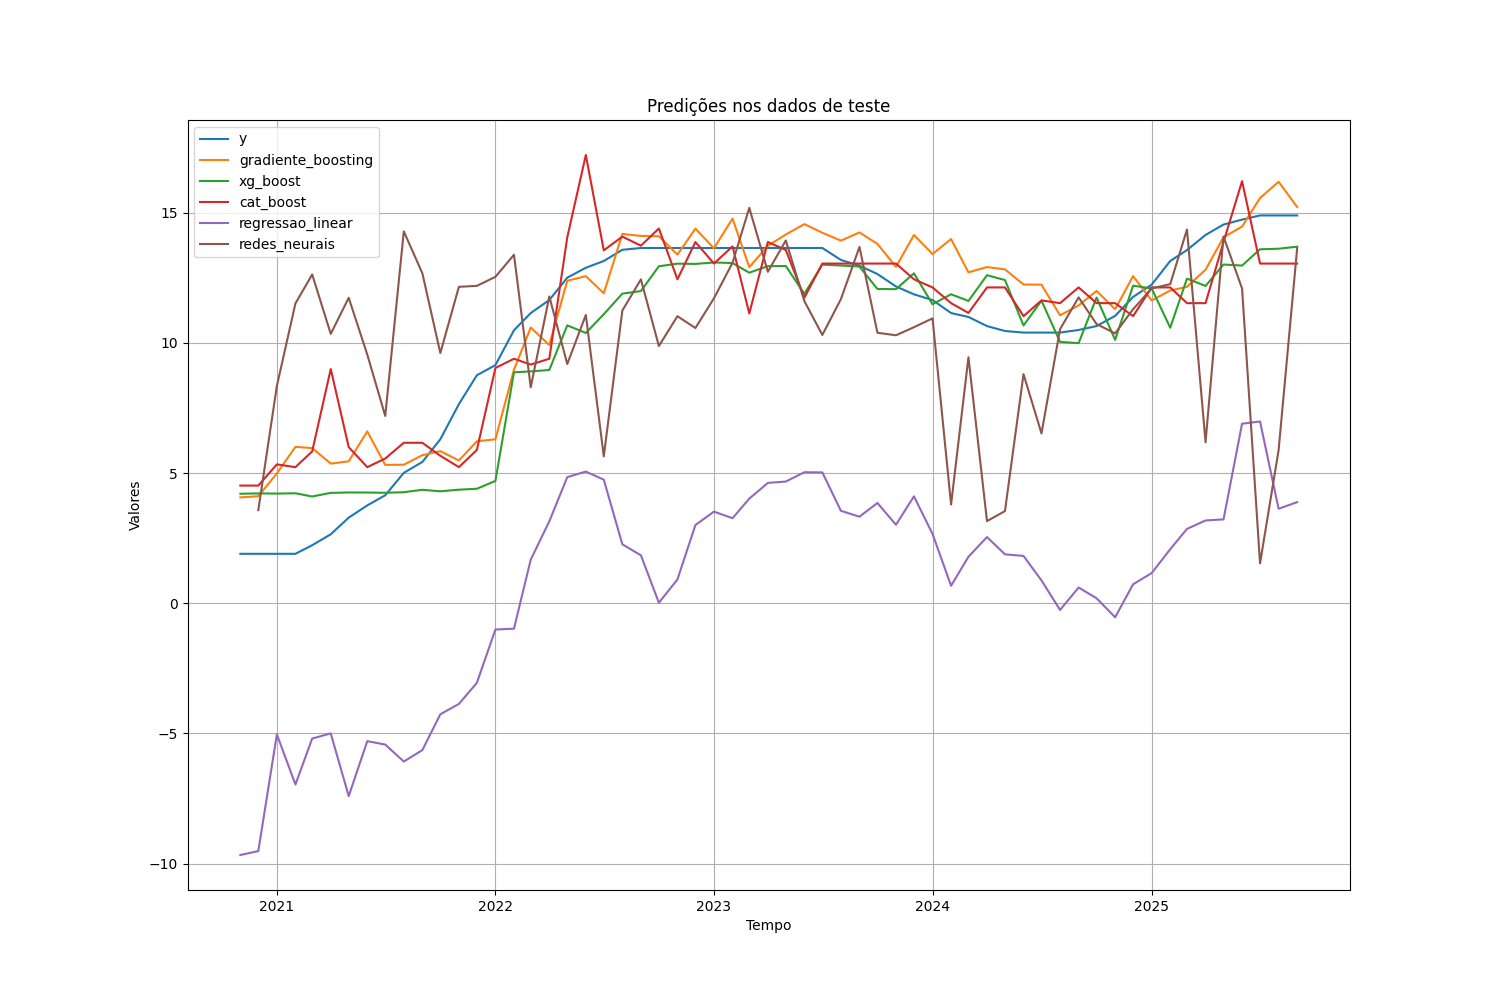 Predições nos dados de teste
y
gradiente_boosting
xg_boost
cat_boost
regressao_linear
redes_neurais
Valores
15
10
5
0
−5
−10
2021 2022 2023 2024 2025
Tempo